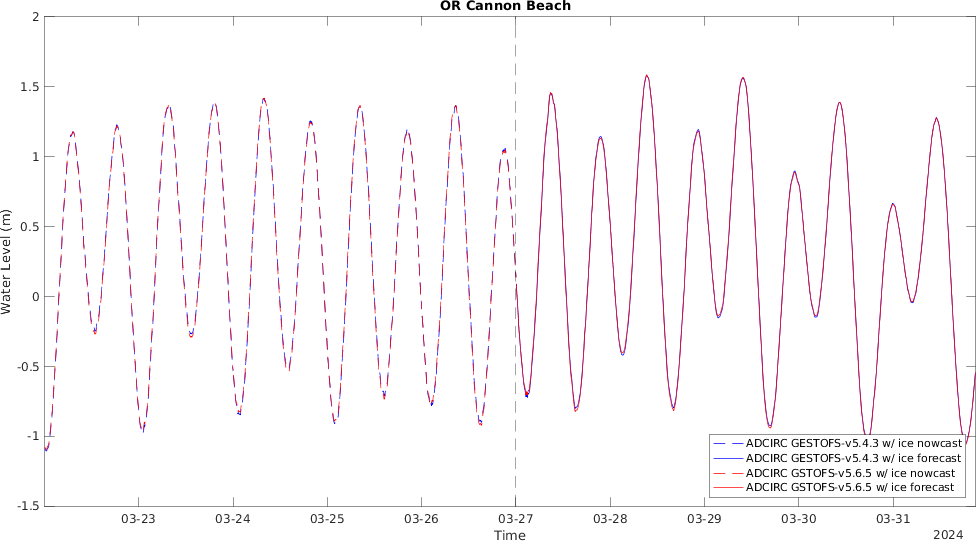 OR Cannon Beach
2
1.5
1
0.5
0
-0.5
-1
-1.5
Water Level (m)
03-23 03-24 03-25 03-26 03-27 03-28 03-29 03-30 03-31
Time
2024
ADCIRC GESTOFS-v5.4.3 w/ ice nowcast
ADCIRC GESTOFS-v5.4.3 w/ ice forecast
ADCIRC GSTOFS-v5.6.5 w/ ice nowcast
ADCIRC GSTOFS-v5.6.5 w/ ice forecast